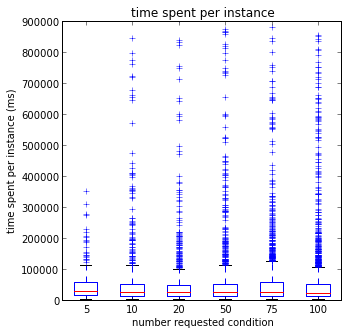 time spent per instance
900000
800000
700000
600000
500000
400000
300000
200000
100000
0
time spent per instance (ms)
5 10 20 50 75 100
number requested condition